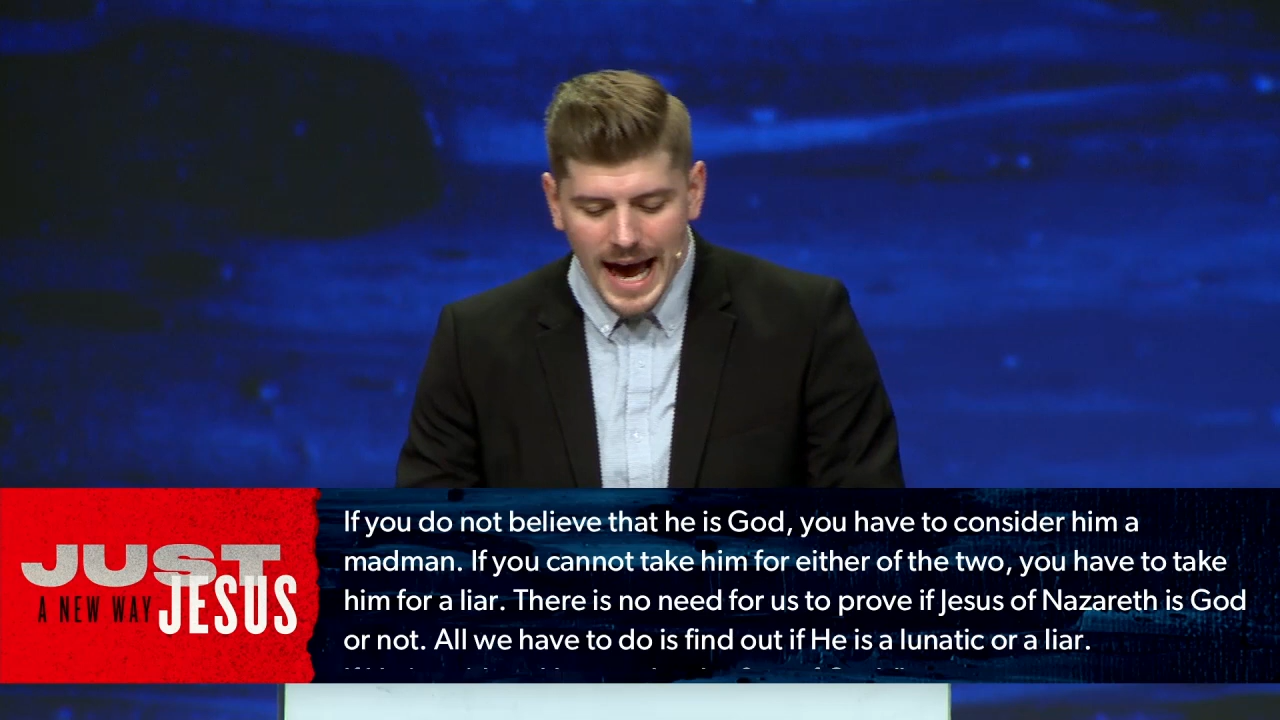 JUST
A NEW WAY JESUS
If you do not believe that he is God, you have to consider him a
madman. If you cannot take him for either of the two, you have to take
him for a liar. There is no need for us to prove if Jesus of Nazareth is God
or not. All we have to do is find out if He is a lunatic or a liar.